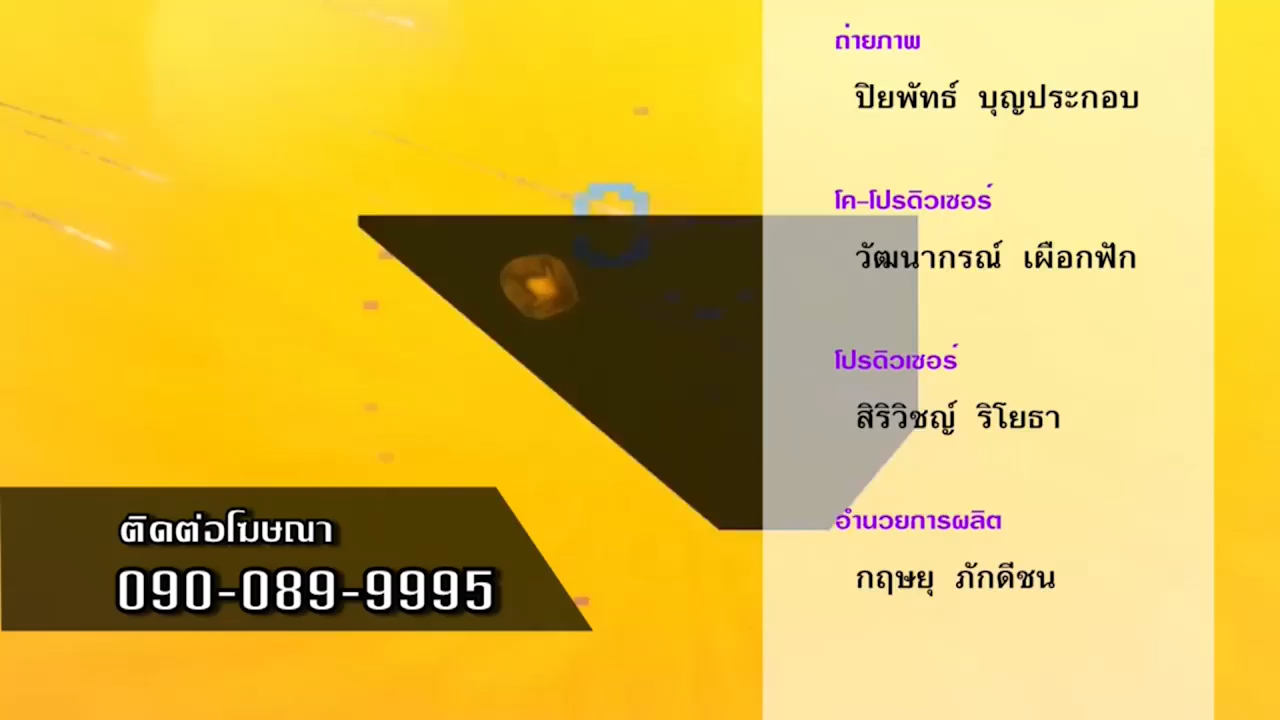 ถ่ายภาพ
ปิยพัทธ์ บุญประกอบ
โค-โปรดิวเซอร์
วัฒนากรณ์ เผือกฟัก
โปรดิวเซอร์
สิริวิชญ์ ริโยธา
อำนวยการผลิต
กฤษยุ ภักดีชน
ติดต่อโฆษณา
090-089-9995